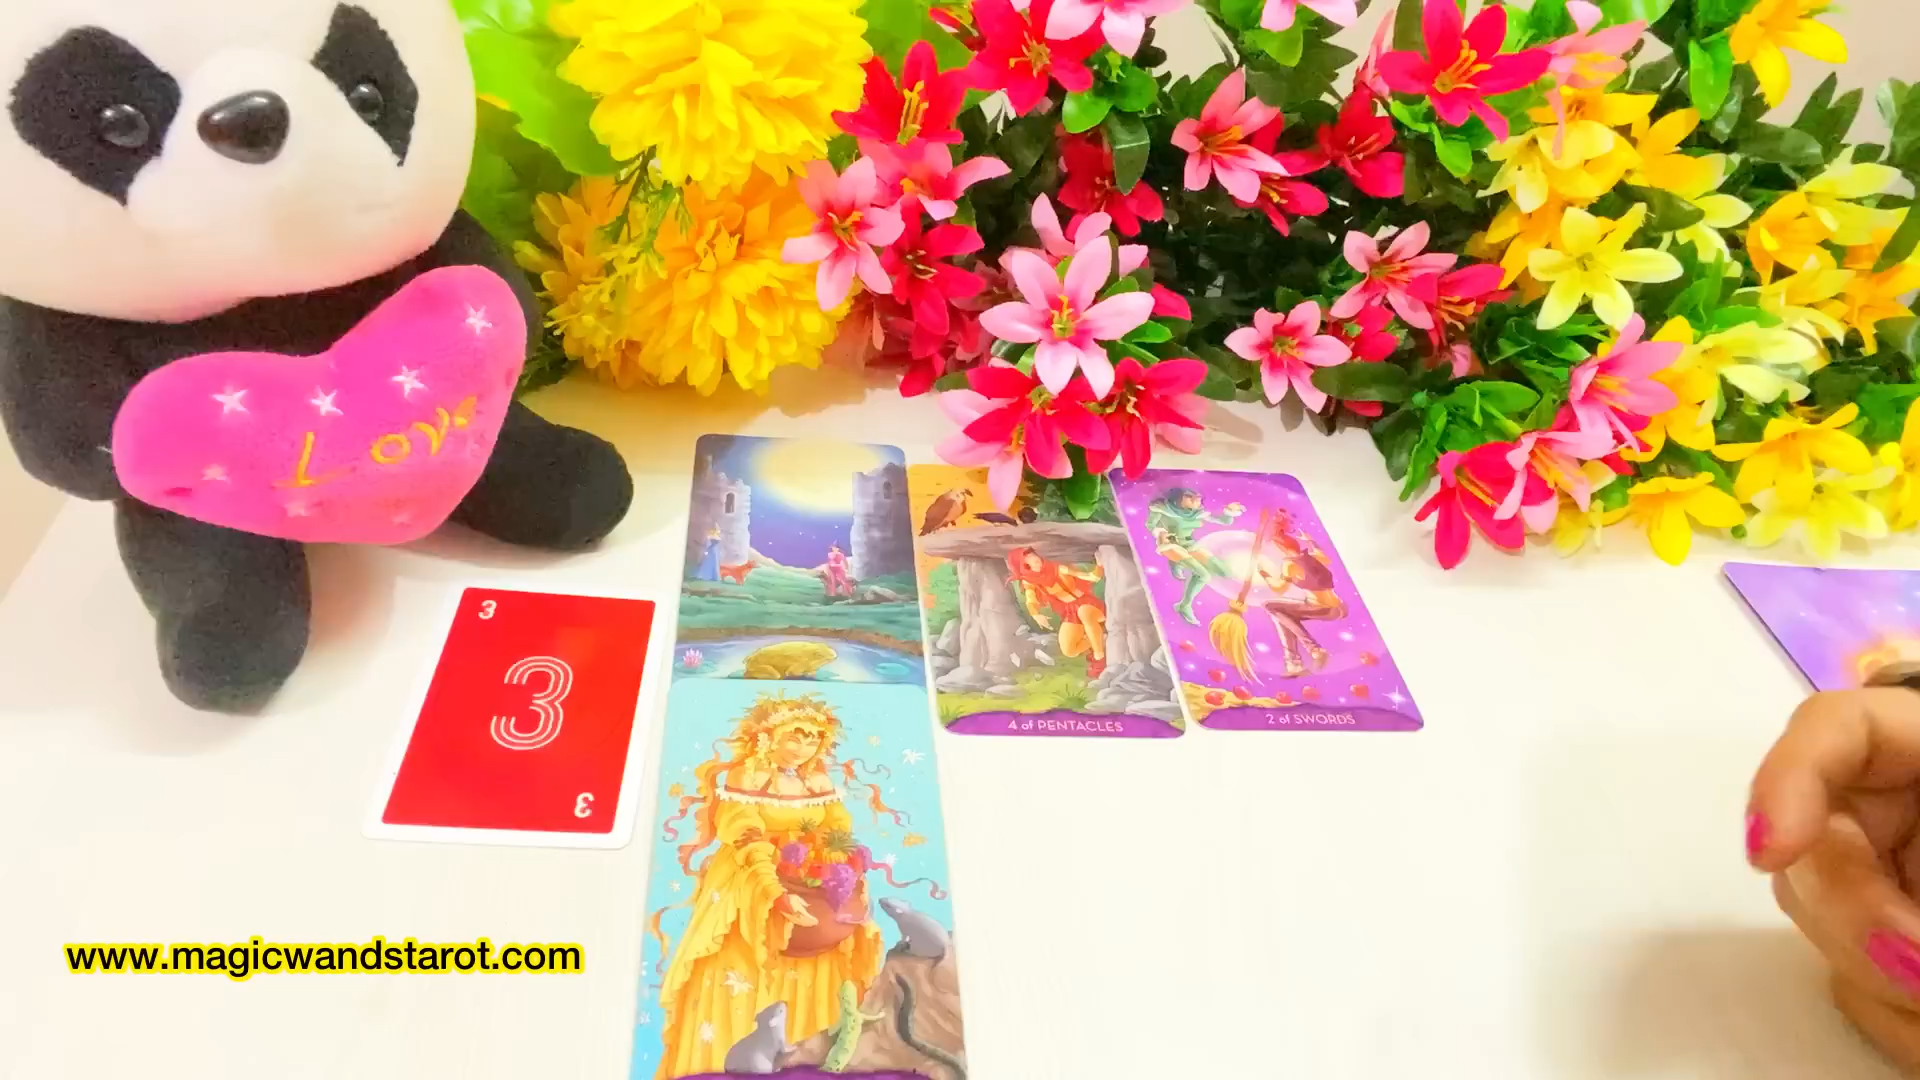 Love
3
3
3
4 of PENTACLES
2 of SWORDS
www.magicwandstarot.com